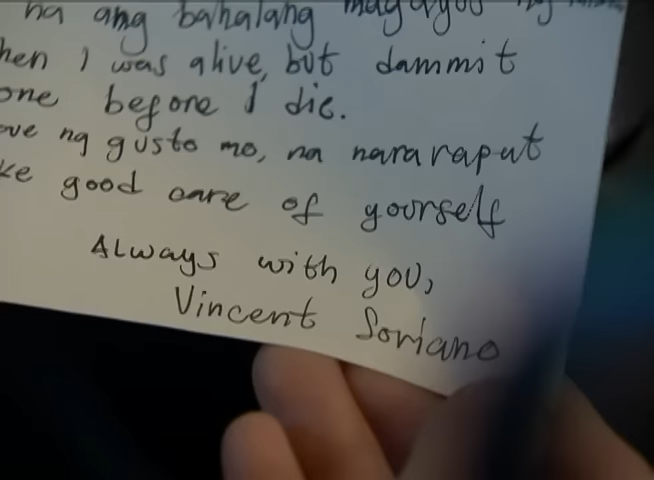 na ang bahalang
hen I was alive, but dammit
one before I die.
ove ng gusto mo, na nararapat
ke good care of yourself
Always with you,
Vincent Soriano